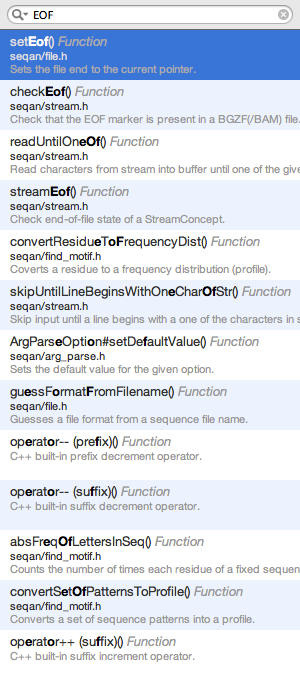 EOF
setEof() Function
seqan/file.h
Sets the file end to the current pointer.
checkEof() Function
seqan/stream.h
Check that the EOF marker is present in a BGZF(/BAM) file.
readUntilOneOf() Function
seqan/stream.h
Read characters from stream into buffer until one of the give
streamEof() Function
seqan/stream.h
Check end-of-file state of a StreamConcept.
convertResidueToFrequencyDist() Function
seqan/find_motif.h
Coverts a residue to a frequency distribution (profile).
skipUntilLineBeginsWithOneCharOfStr() Function
seqan/stream.h
Skip input until a line begins with a one of the characters in s
ArgParseOption#setDefaultValue() Function
seqan/arg_parse.h
Sets the default value for the given option.
guessFormatFromFilename() Function
seqan/file.h
Guesses a file format from a sequence file name.
operator-- (prefix)() Function
C++ built-in prefix decrement operator.
operator-- (suffix)() Function
C++ built-in suffix decrement operator.
absFreqOfLettersInSeq() Function
seqan/find_motif.h
Counts the number of times each residue of a fixed sequen
convertSetOfPatternsToProfile() Function
seqan/find_motif.h
Converts a set of sequence patterns into a profile.
operator++ (suffix)() Function
C++ built-in suffix increment operator.